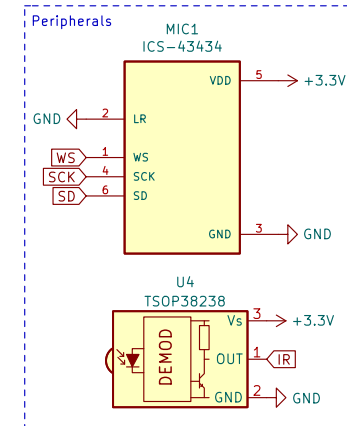 Peripherals
MIC1
ICS-43434
VDD 5 +3.3V
GND 2 LR
WS 1 WS
SCK 4 SCK
SD 6 SD
GND 3 GND
U4
TSOP38238
Vs 3 +3.3V
DEMOD
OUT 1 IR
GND 2 GND